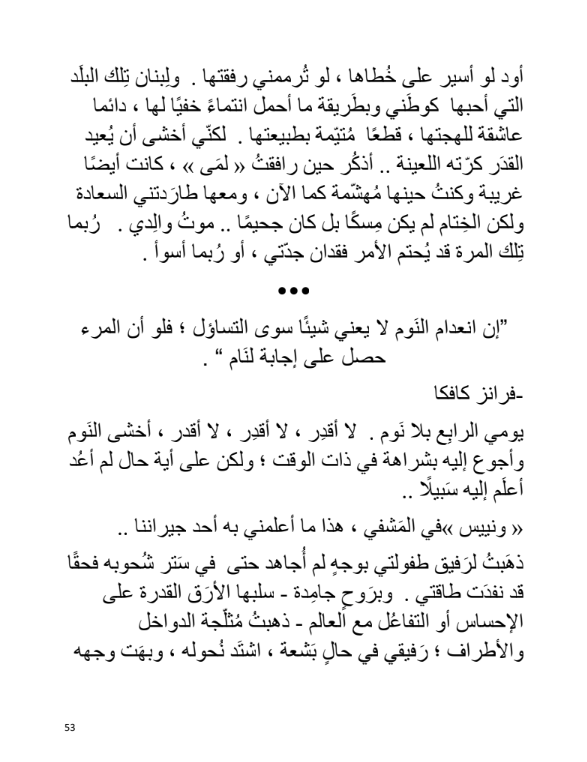 أود لو أسير على خُطاها ، لو تُرممني رفقتها . ولِبنان تِلك البلَد
التي أحبها كوطَني وبطَريقة ما أحمل انتماءً خفيًا لها ، دائما
عاشقة للهجتها ، قطعًا مُتيّمة بطبيعتها . لكنّي أخشى أن يُعيد
القدَر كرّته اللعينة .. أذكُر حين رافقتُ « لمَى » ، كانت أيضًا
غريبة وكنتُ حينها مُهشّمة كما الآن ، ومعها طارَدتني السعادة
ولكن الخِتام لم يكن مِسكًا بل كان جحيمًا .. موتُ والِدي . رُبما
تِلك المرة قد يُحتم الأمر فقدان جدّتي ، أو رُبما أسوأ .
●●●
”إن انعدام النَوم لا يعني شيئًا سوى التساؤل ؛ فلو أن المرء
حصل على إجابة لنَام “ .
-فرانز كافكا
يومي الرابِع بلا نَوم . لا أقدِر ، لا أقدِر ، لا أقدر ، أخشى النَوم
وأجوع إليه بشراهة في ذات الوقت ؛ ولكن على أية حال لم أعُد
أعلَم إليه سَبيلًا ..
« ونييس »في المَشفي ، هذا ما أعلمني به أحد جيراننا ..
ذهَبتُ لرَفيق طفولتي بوجهٍ لم أُجاهد حتى في سَتر شُحوبه فحقًا
قد نفدَت طاقتي . وبرَوحٍ جامِدة - سلبها الأرَق القدرة على
الإحساس أو التفاعُل مع العالم - ذهبتُ مُثلّجة الدواخل
والأطراف ؛ رَفيقي في حالٍ بَشعة ، اشتَد نُحوله ، وبهَت وجهه
53